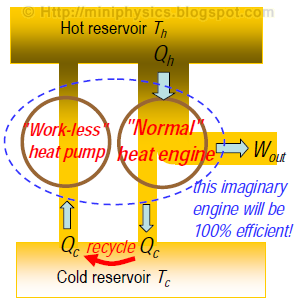 © http://miniphysics.blogspot.com
Hot reservoir Th
Qh
"Work-less"
heat pump
"Normal"
heat engine
Wout
this imaginary
engine will be
100% efficient!
Qc recycle Qc
Cold reservoir Tc